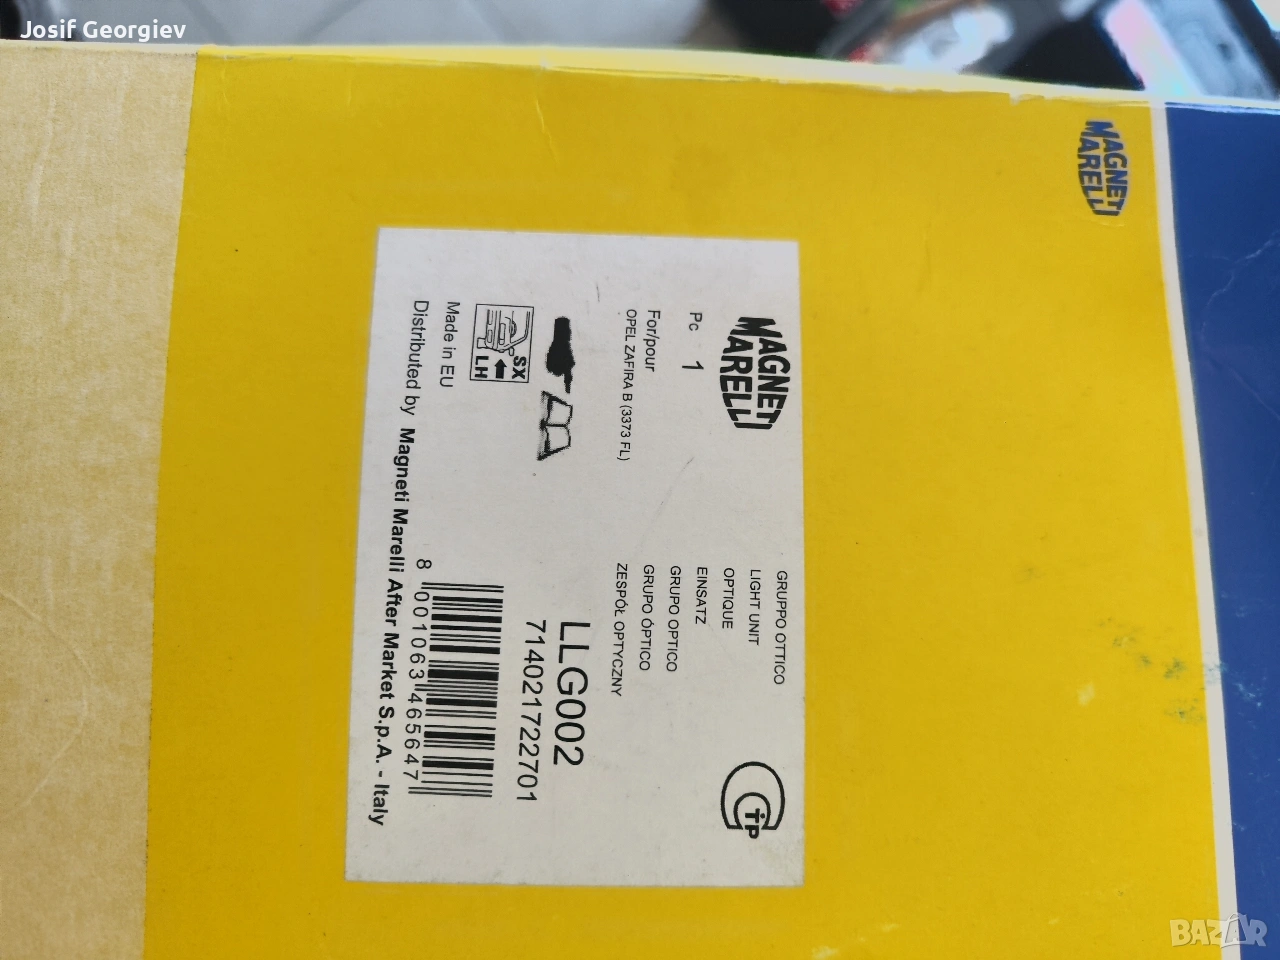 Josif Georgiev
MAGNETI
MARELLI
MAGNETI
MARELLI
Pc 1
For/pour
OPEL ZAFIRA B (3373 FL)
SX
LH
Made in EU
Distributed by Magneti Marelli After Market S.p.A. - Italy
GRUPPO OTTICO
LIGHT UNIT
OPTIQUE
EINSATZ
GRUPO OPTICO
GRUPO ÓPTICO
ZESPÓŁ OPTYCZNY
LLG002
714021722701
8 001063 465647
CTP
BAZAR